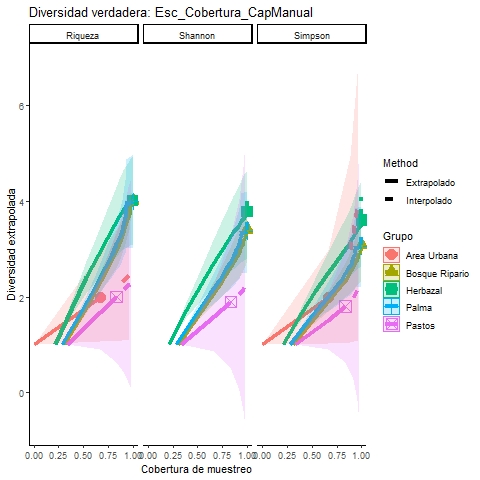 Diversidad verdadera: Esc_Cobertura_CapManual
Riqueza
Shannon
Simpson
Diversidad extrapolada
6
4
2
0
0.00 0.25 0.50 0.75 1.00
0.00 0.25 0.50 0.75 1.00
0.00 0.25 0.50 0.75 1.00
Cobertura de muestreo
Method
Extrapolado
Interpolado
Grupo
Area Urbana
Bosque Ripario
Herbazal
Palma
Pastos